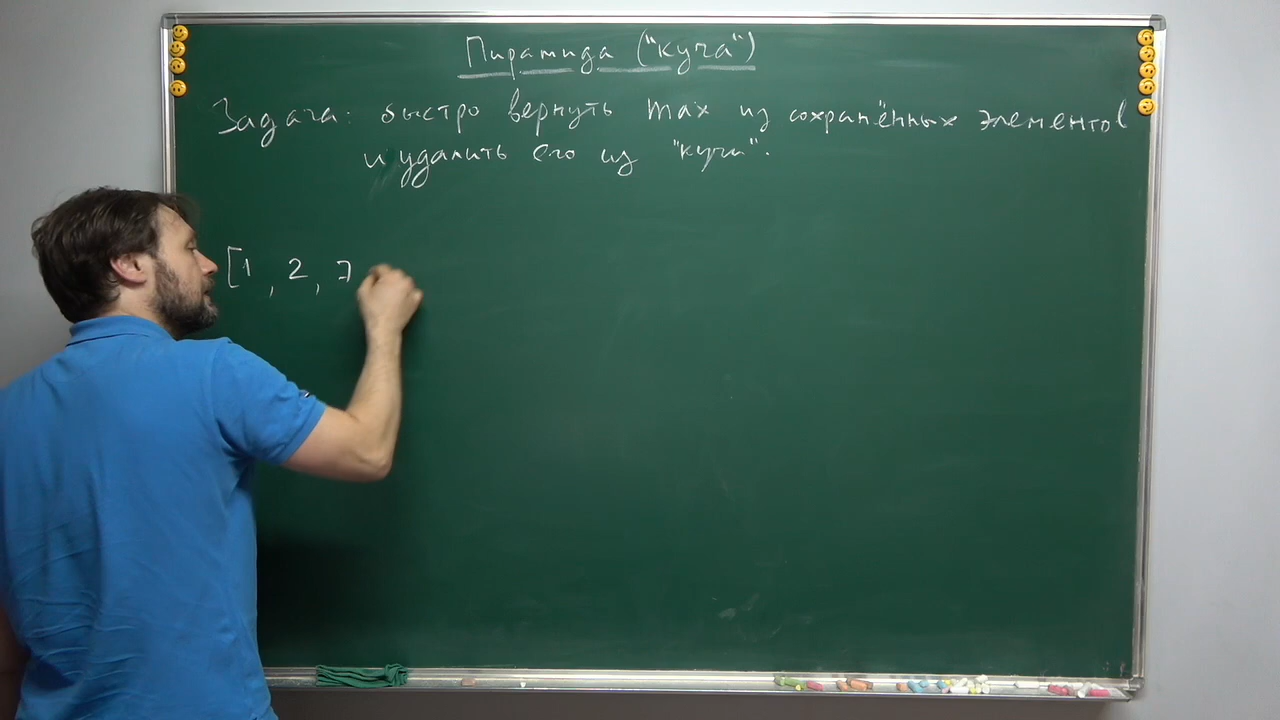 Пирамида ("куча")
Задача: быстро вернуть max из сохранённых элементов
и удалить его из "кучи".
[1, 2, 7